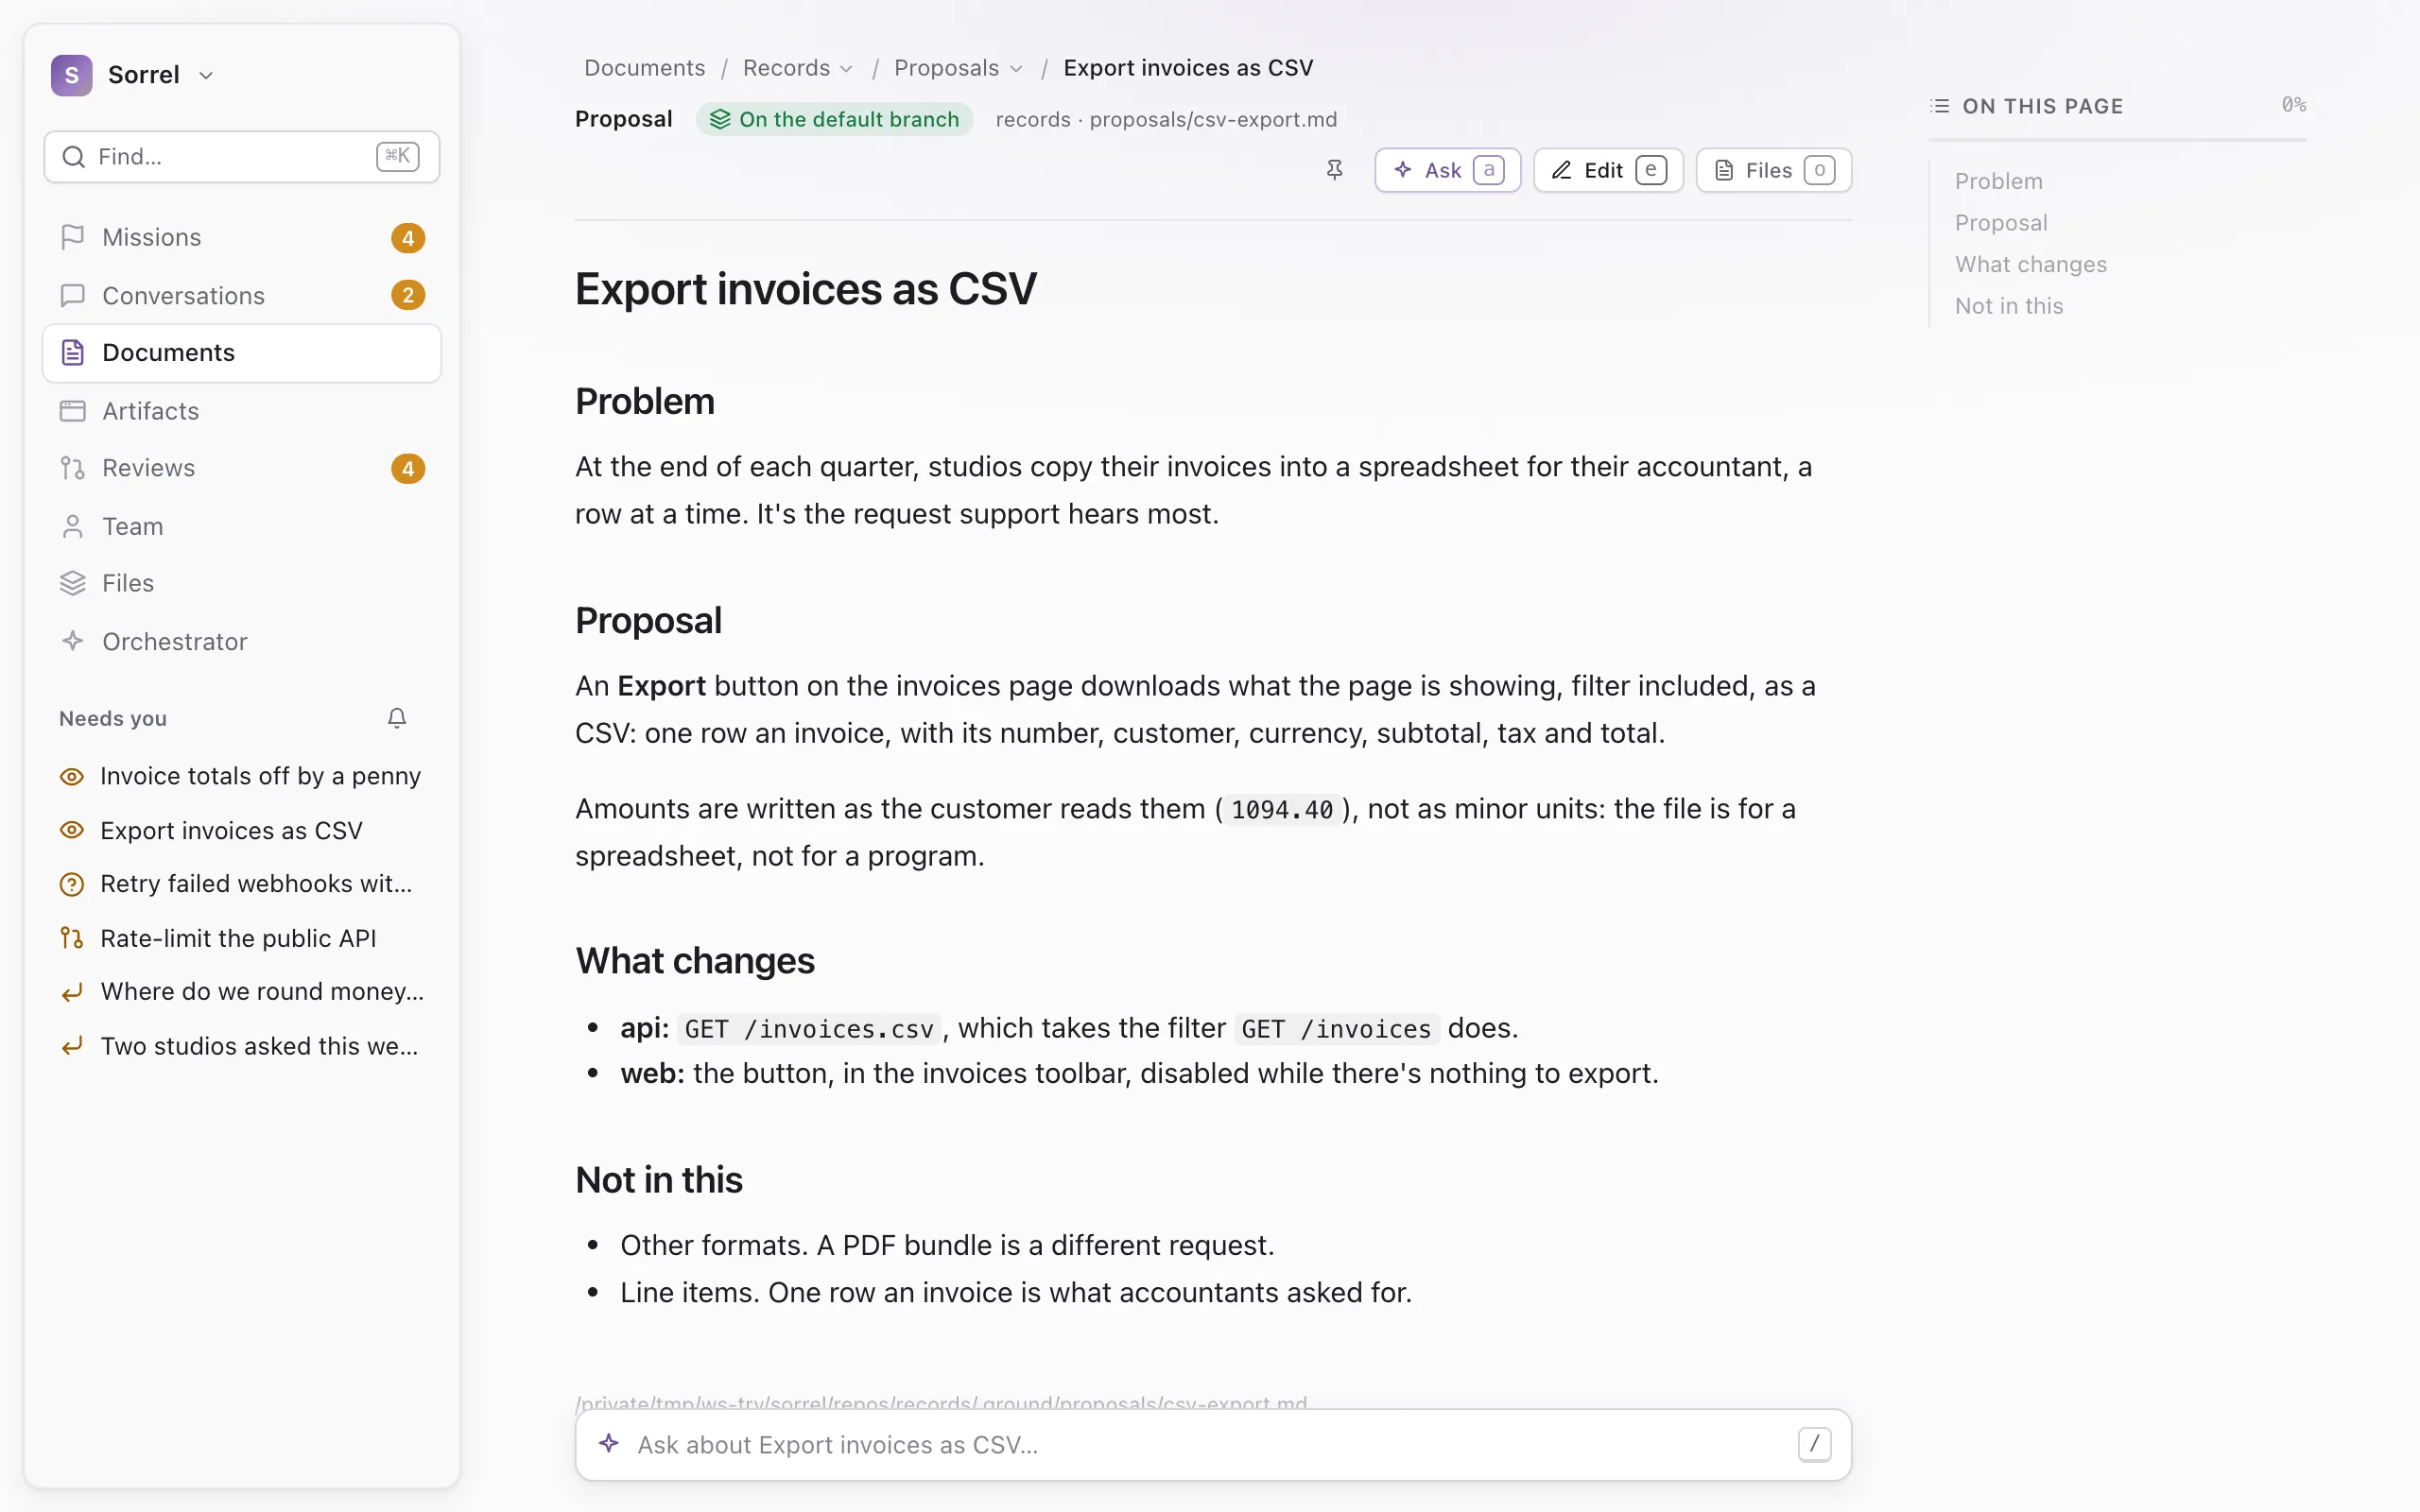 S Sorrel
Find... ⌘K
Missions 4
Conversations 2
Documents
Artifacts
Reviews 4
Team
Files
Orchestrator
Needs you
Invoice totals off by a penny
Export invoices as CSV
Retry failed webhooks wit...
Rate-limit the public API
Where do we round money...
Two studios asked this we...
Documents / Records / Proposals / Export invoices as CSV
Proposal On the default branch records · proposals/csv-export.md
Ask a Edit e Files o
Export invoices as CSV
Problem
At the end of each quarter, studios copy their invoices into a spreadsheet for their accountant, a
row at a time. It's the request support hears most.
Proposal
An Export button on the invoices page downloads what the page is showing, filter included, as a
CSV: one row an invoice, with its number, customer, currency, subtotal, tax and total.
Amounts are written as the customer reads them (1094.40), not as minor units: the file is for a
spreadsheet, not for a program.
What changes
• api: GET /invoices.csv, which takes the filter GET /invoices does.
• web: the button, in the invoices toolbar, disabled while there's nothing to export.
Not in this
• Other formats. A PDF bundle is a different request.
• Line items. One row an invoice is what accountants asked for.
/private/tmp/ws-try/sorrel/repos/records/.ground/proposals/csv-export.md
Ask about Export invoices as CSV... /
ON THIS PAGE 0%
Problem
Proposal
What changes
Not in this